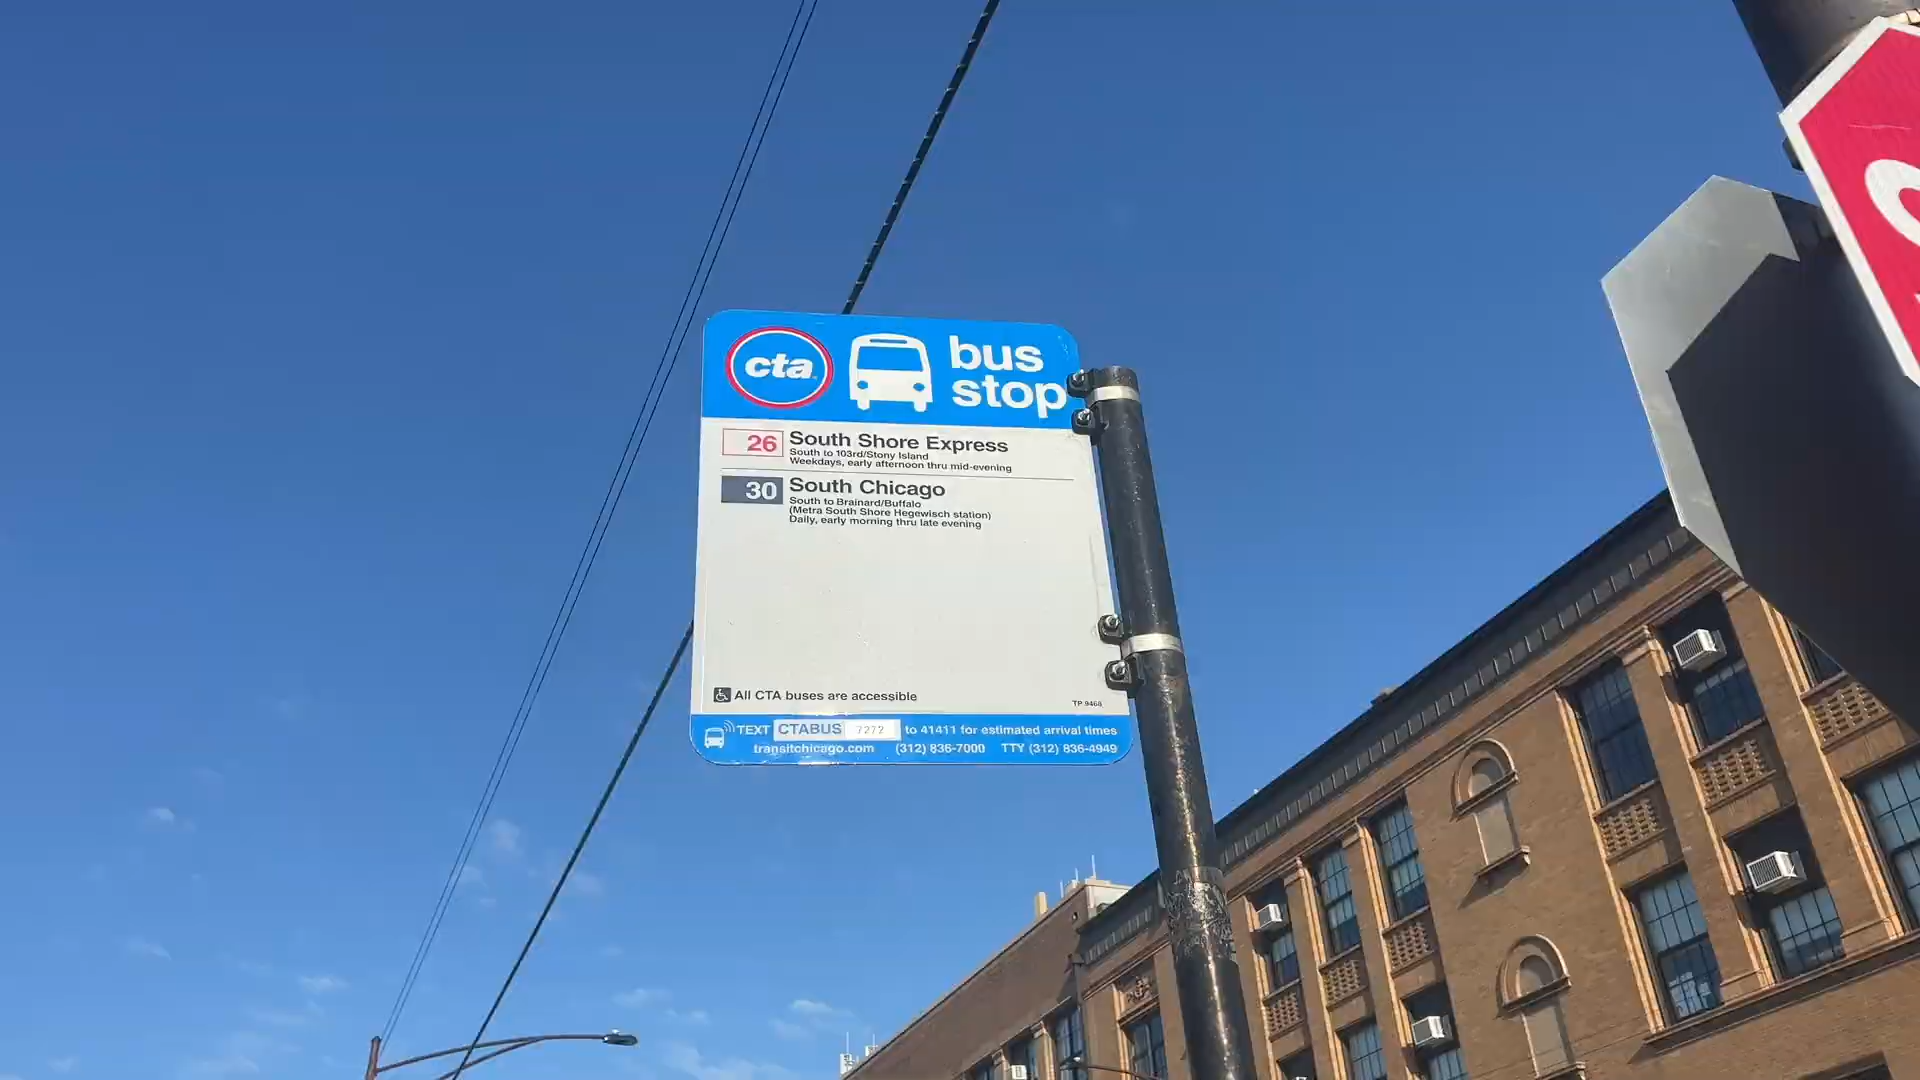 cta
bus
stop
26 South Shore Express
South to 103rd/Stony Island
Weekdays, early afternoon thru mid-evening
30 South Chicago
South to Brainard/Buffalo
(Metra South Shore Hegewisch station)
Daily, early morning thru late evening
All CTA buses are accessible
TP 9468
TEXT CTABUS 7272 to 41411 for estimated arrival times
transitchicago.com (312) 836-7000 TTY (312) 836-4949